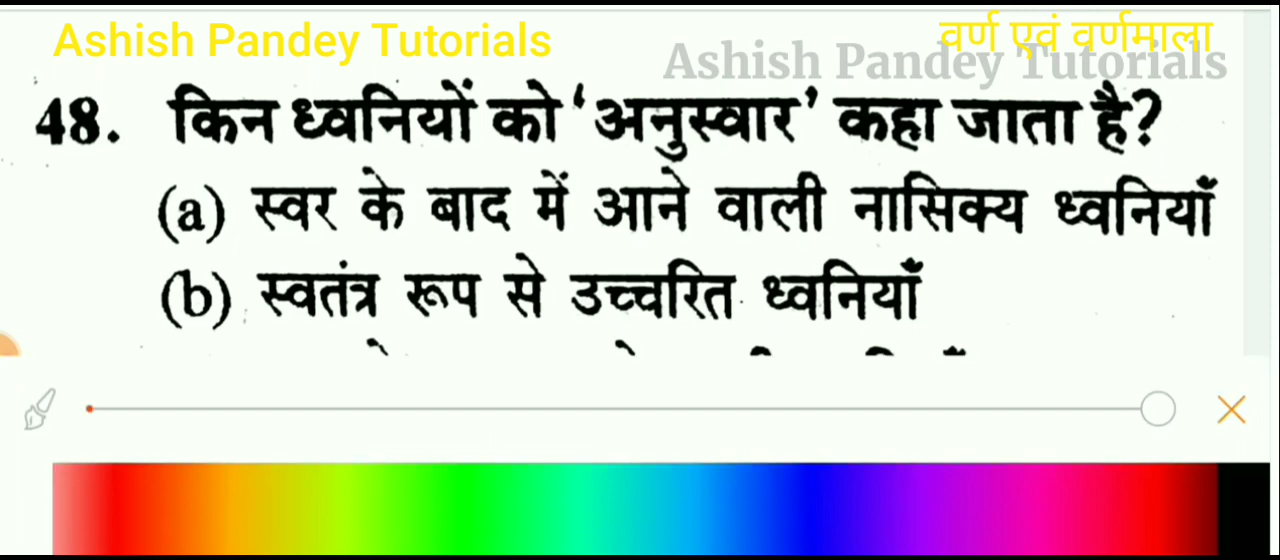 Ashish Pandey Tutorials
वर्ण एवं वर्णमाला
Ashish Pandey Tutorials
48. किन ध्वनियों को ‘अनुस्वार’ कहा जाता है?
(a) स्वर के बाद में आने वाली नासिक्य ध्वनियाँ
(b) स्वतंत्र रूप से उच्चरित ध्वनियाँ